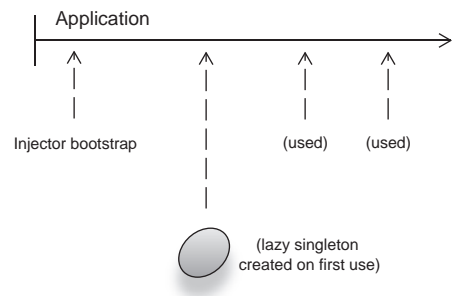 Application
Injector bootstrap
(used)
(used)
(lazy singleton
created on first use)